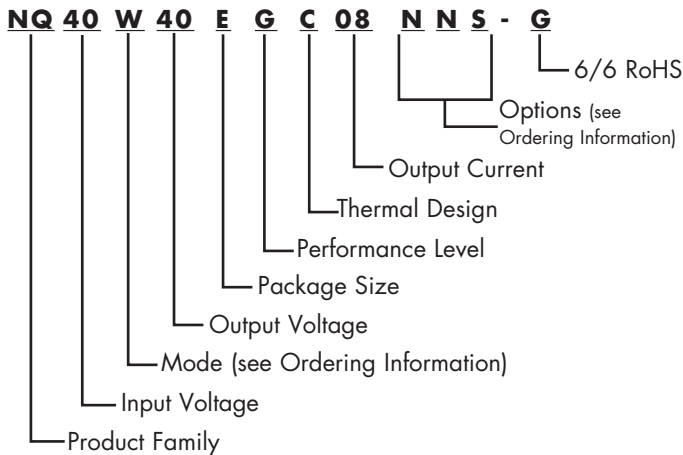 NQ 40 W 40 E G C 08 N N S - G
6/6 RoHS
Options (see
Ordering Information)
Output Current
Thermal Design
Performance Level
Package Size
Output Voltage
Mode (see Ordering Information)
Input Voltage
Product Family